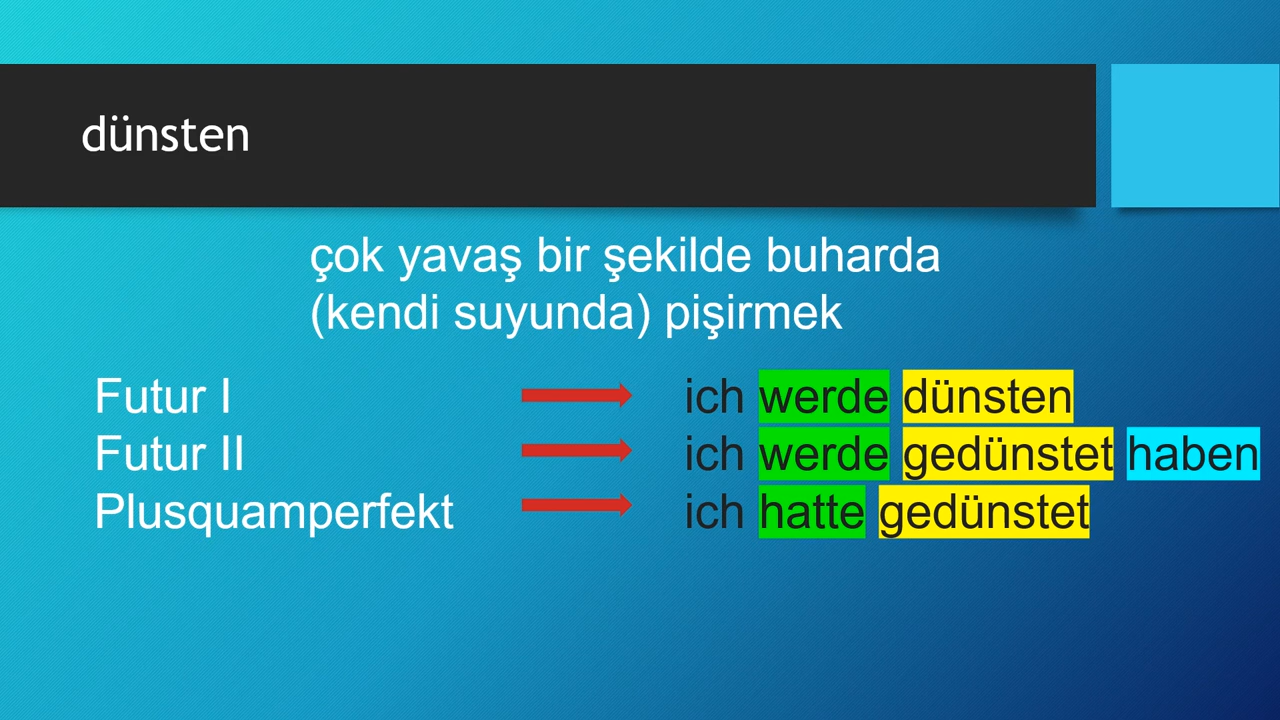 dünsten
çok yavaş bir şekilde buharda
(kendi suyunda) pişirmek
Futur I ich werde dünsten
Futur II ich werde gedünstet haben
Plusquamperfekt ich hatte gedünstet